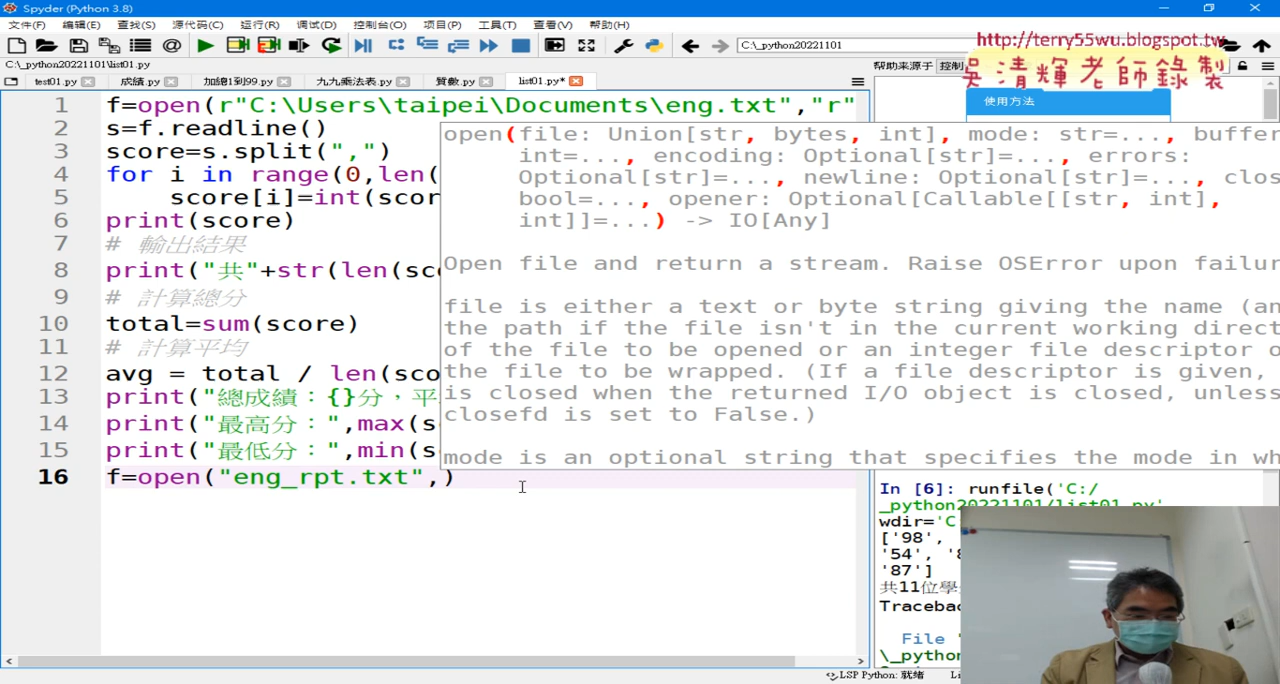 Spyder (Python 3.8)
文件(F) 编辑(E) 查找(S) 源代码(C) 运行(R) 调试(D) 控制台(O) 项目(P) 工具(T) 查看(V) 帮助(H)
C:\_python20221101
http://terry55wu.blogspot.tw
吳清輝老師錄製
C:\_python20221101\list01.py
帮助来源于 控制
test01.py 成績.py 加總1到99.py 九九乘法表.py 質數.py list01.py*
使用方法
1 f=open(r"C:\Users\taipei\Documents\eng.txt","r"
2 s=f.readline()
3 score=s.split(",")
4 for i in range(0,len(
5 score[i]=int(scor
6 print(score)
7 # 輸出結果
8 print("共"+str(len(sco
9 # 計算總分
10 total=sum(score)
11 # 計算平均
12 avg = total / len(sco
13 print("總成績：{}分，平
14 print("最高分：",max(s
15 print("最低分：",min(s
16 f=open("eng_rpt.txt",)
open(file: Union[str, bytes, int], mode: str=..., buffer
int=..., encoding: Optional[str]=..., errors:
Optional[str]=..., newline: Optional[str]=..., clos
bool=..., opener: Optional[Callable[[str, int],
int]]=...) -> IO[Any]
Open file and return a stream. Raise OSError upon failur
file is either a text or byte string giving the name (an
the path if the file isn't in the current working direct
of the file to be opened or an integer file descriptor o
the file to be wrapped. (If a file descriptor is given,
is closed when the returned I/O object is closed, unless
closefd is set to False.)
mode is an optional string that specifies the mode in wh
In [6]: runfile('C:/
_python20221101/list01.py'
wdir='C
['98',
'54', '8
'87']
共11位學
Traceba
File "
\_python
LSP Python: 就绪